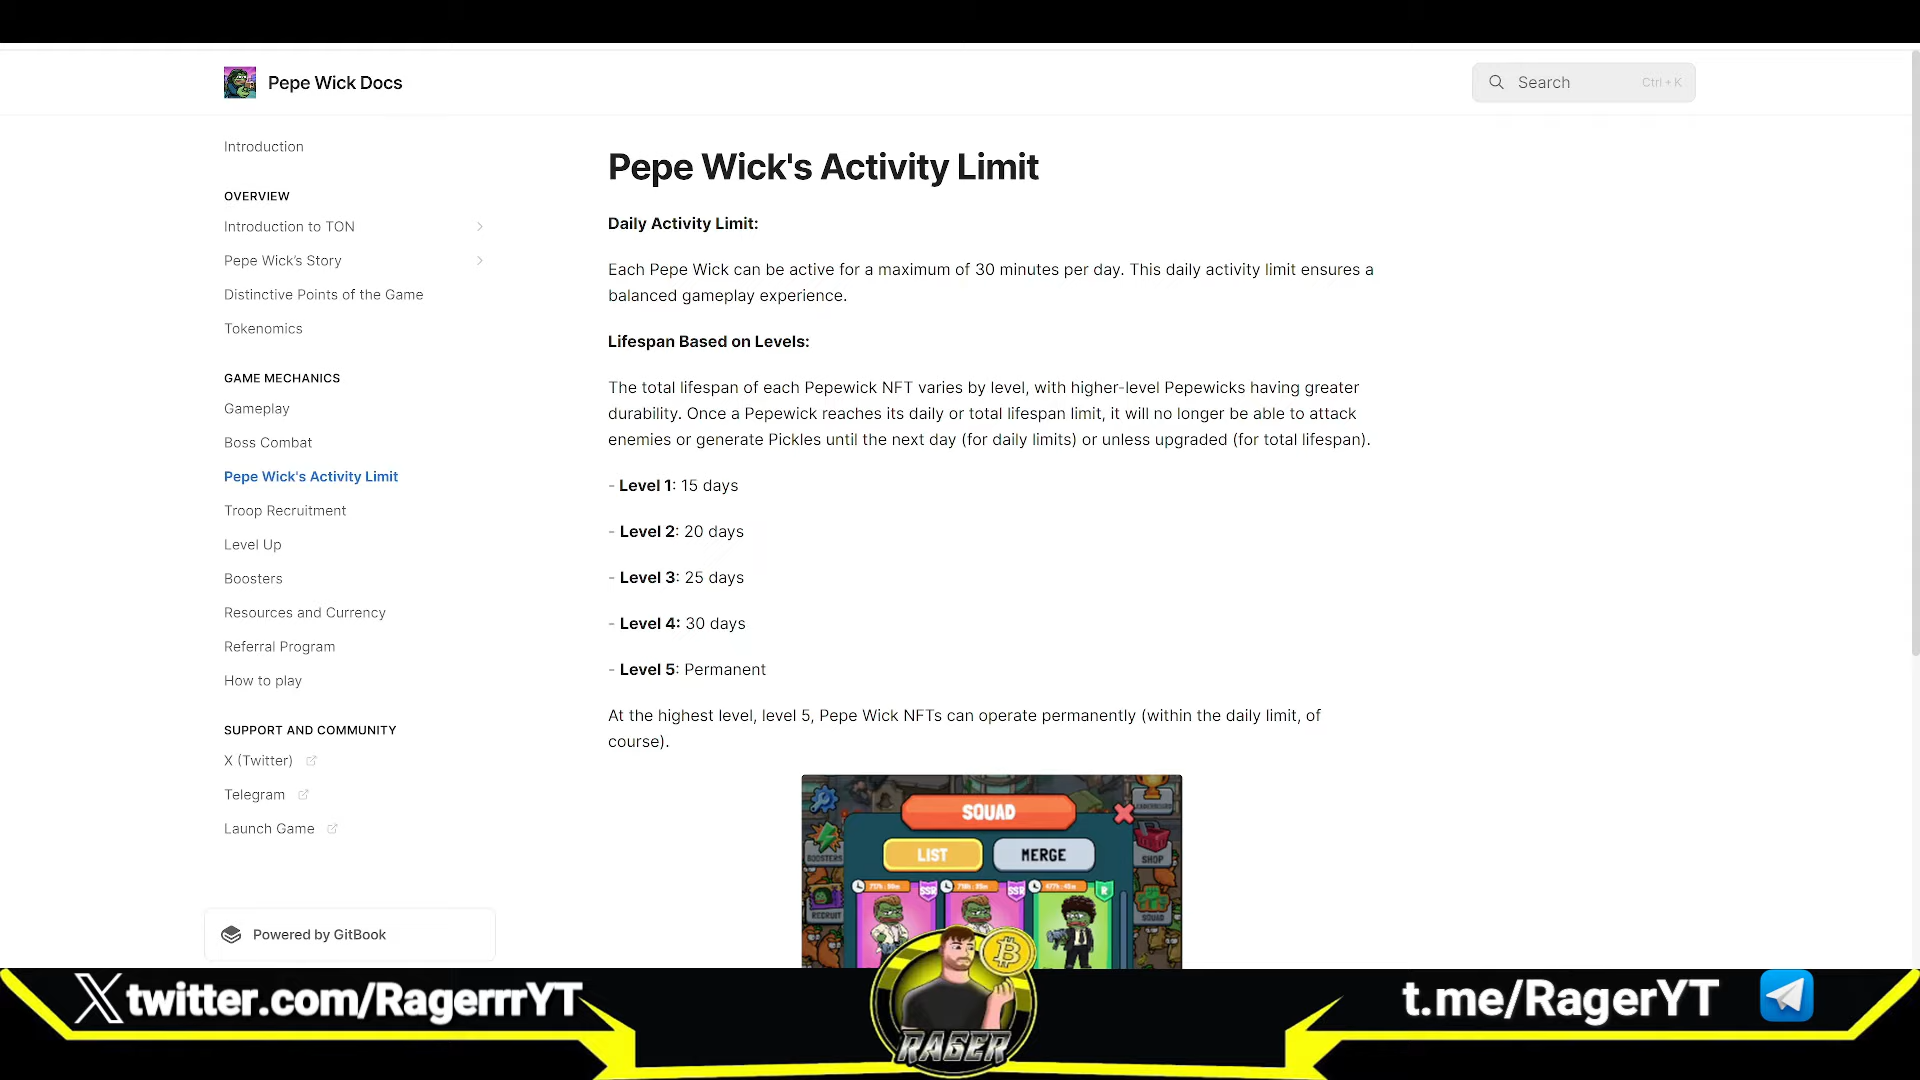 Pepe Wick Docs
Search
Ctrl + K
Introduction
OVERVIEW
Introduction to TON
Pepe Wick's Story
Distinctive Points of the Game
Tokenomics
GAME MECHANICS
Gameplay
Boss Combat
Pepe Wick's Activity Limit
Troop Recruitment
Level Up
Boosters
Resources and Currency
Referral Program
How to play
SUPPORT AND COMMUNITY
X (Twitter)
Telegram
Launch Game
Powered by GitBook
Pepe Wick's Activity Limit
Daily Activity Limit:
Each Pepe Wick can be active for a maximum of 30 minutes per day. This daily activity limit ensures a
balanced gameplay experience.
Lifespan Based on Levels:
The total lifespan of each Pepewick NFT varies by level, with higher-level Pepewicks having greater
durability. Once a Pepewick reaches its daily or total lifespan limit, it will no longer be able to attack
enemies or generate Pickles until the next day (for daily limits) or unless upgraded (for total lifespan).
- Level 1: 15 days
- Level 2: 20 days
- Level 3: 25 days
- Level 4: 30 days
- Level 5: Permanent
At the highest level, level 5, Pepe Wick NFTs can operate permanently (within the daily limit, of
course).
SQUAD
LIST
MERGE
BOOSTERS
SHOP
RECRUIT
SQUAD
SSR
SSR
R
twitter.com/RagerrrYT
RAGER
t.me/RagerYT